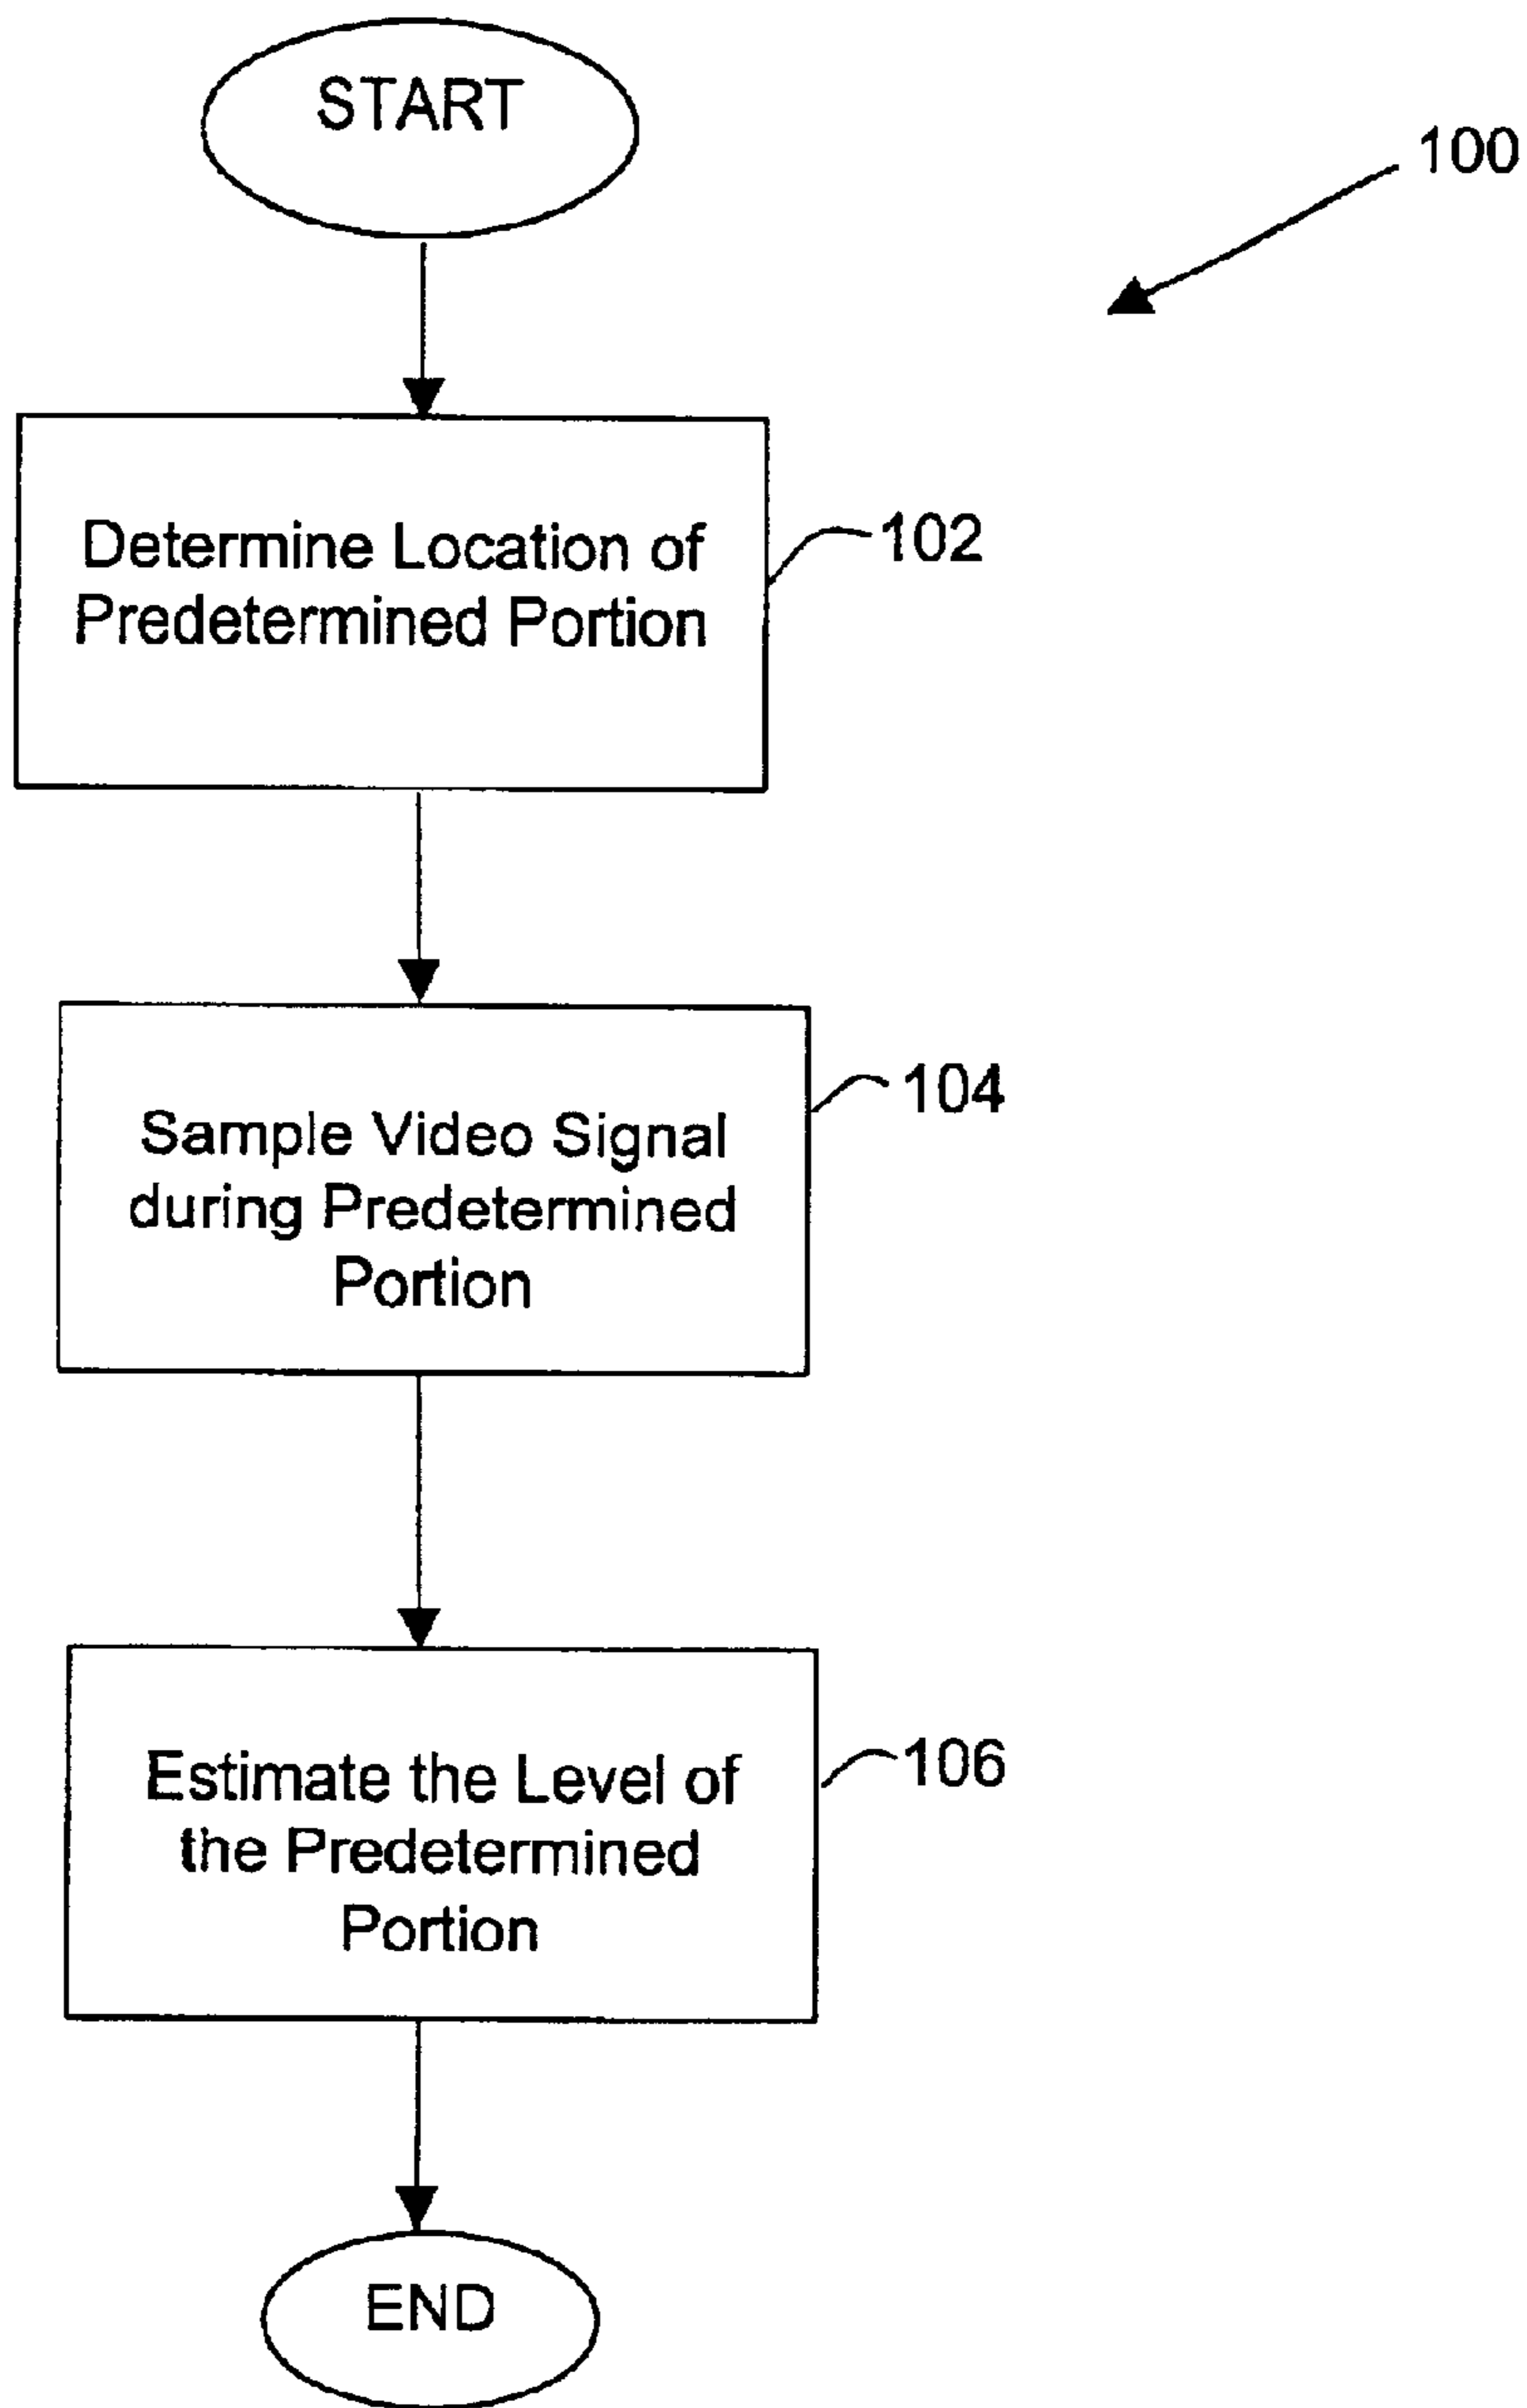 START
100
Determine Location of
Predetermined Portion
102
Sample Video Signal
during Predetermined
Portion
104
Estimate the Level of
the Predetermined
Portion
106
END